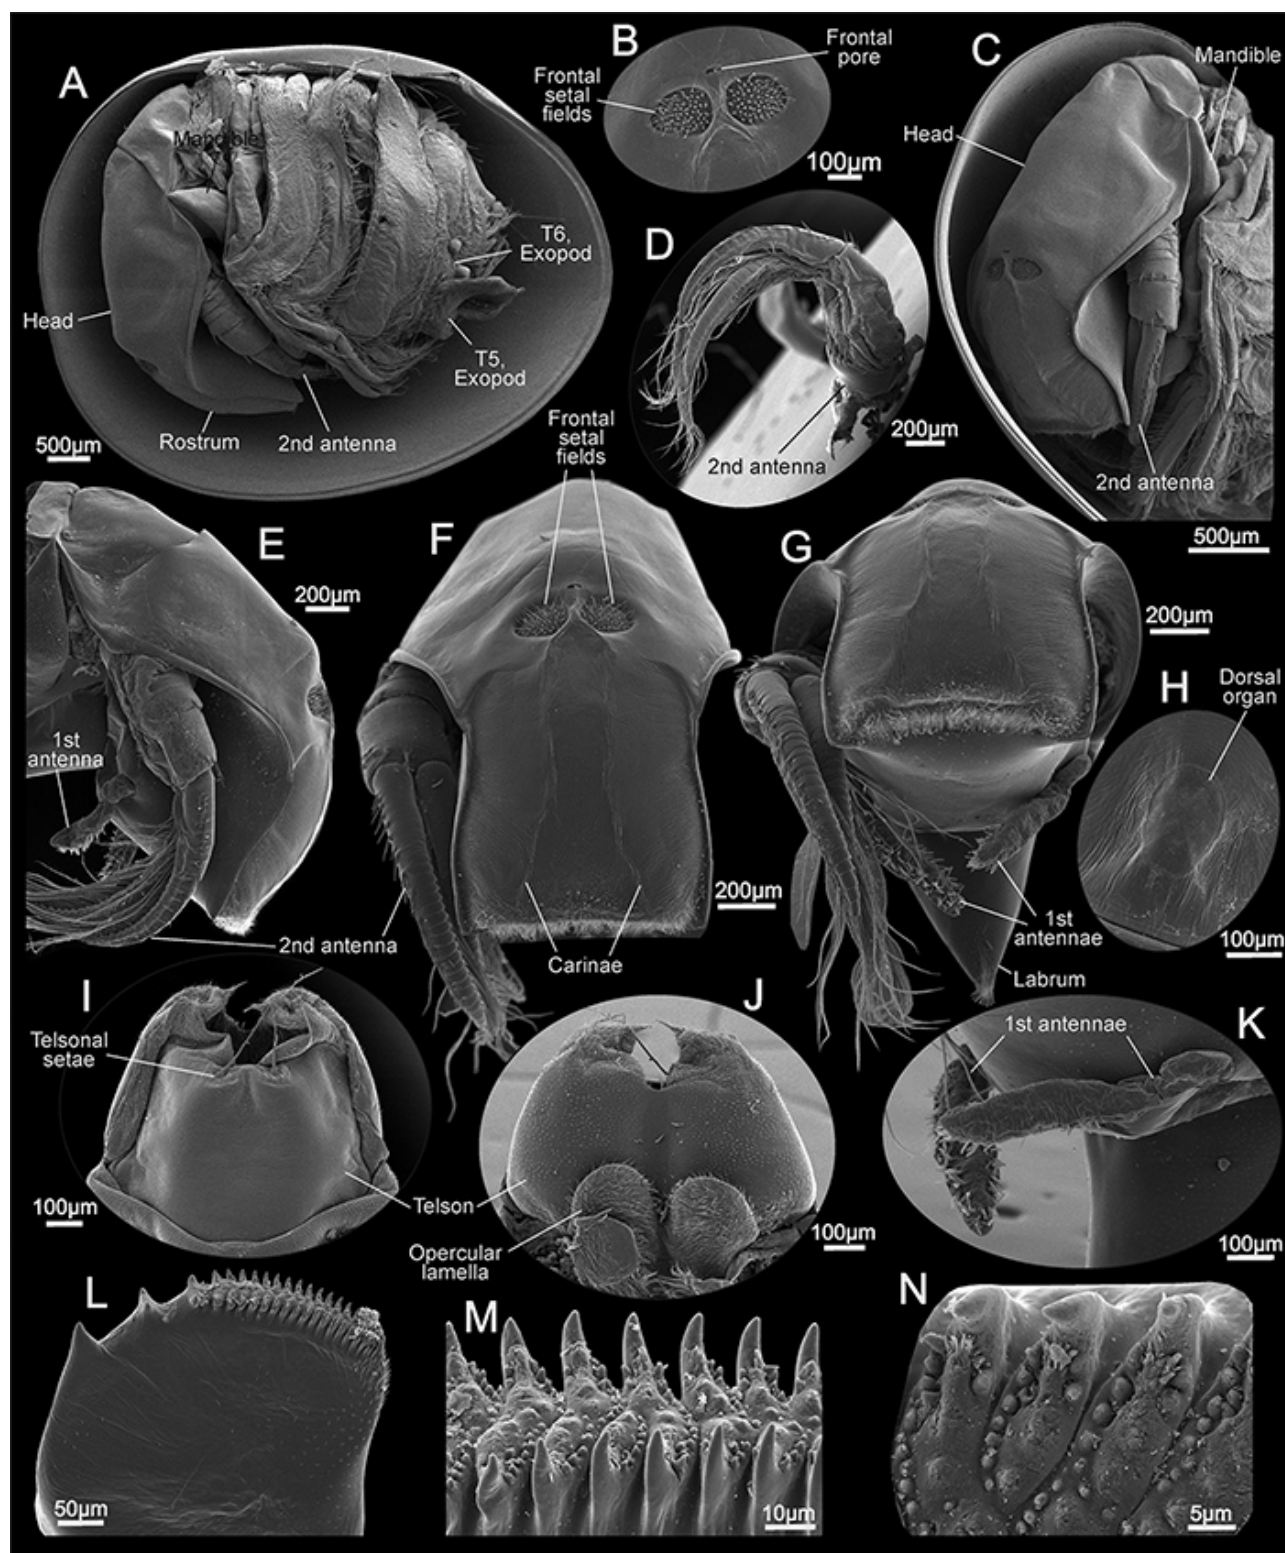 A
Mandible
Head
Rostrum
2nd antenna
T6,
Exopod
T5,
Exopod
500µm
B
Frontal
pore
Frontal
setal
fields
100µm
C
Mandible
Head
2nd antenna
500µm
D
2nd antenna
200µm
E
200µm
1st
antenna
2nd antenna
F
Frontal
setal
fields
Carinae
200µm
G
200µm
1st
antennae
Labrum
H
Dorsal
organ
100µm
I
Telsonal
setae
Telson
100µm
J
Opercular
lamella
100µm
K
1st antennae
100µm
L
50µm
M
10µm
N
5µm